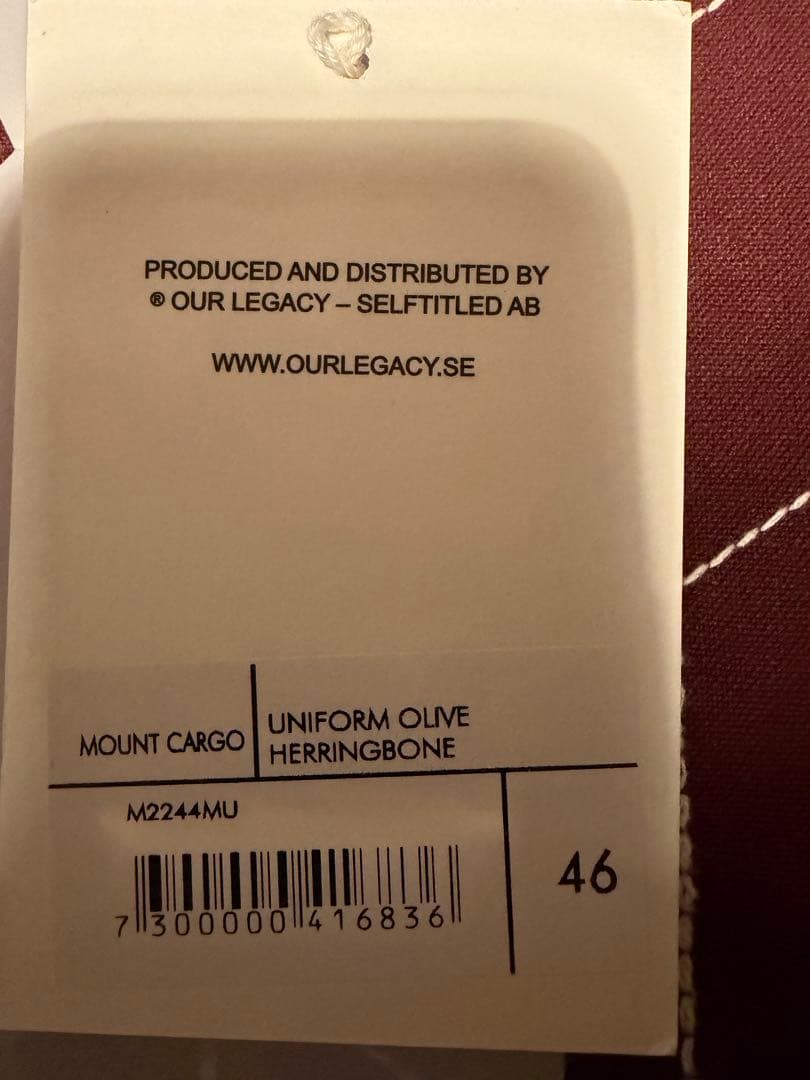 PRODUCED AND DISTRIBUTED BY
® OUR LEGACY – SELFTITLED AB
WWW.OURLEGACY.SE
MOUNT CARGO
UNIFORM OLIVE
HERRINGBONE
M2244MU
7 300000 416836
46